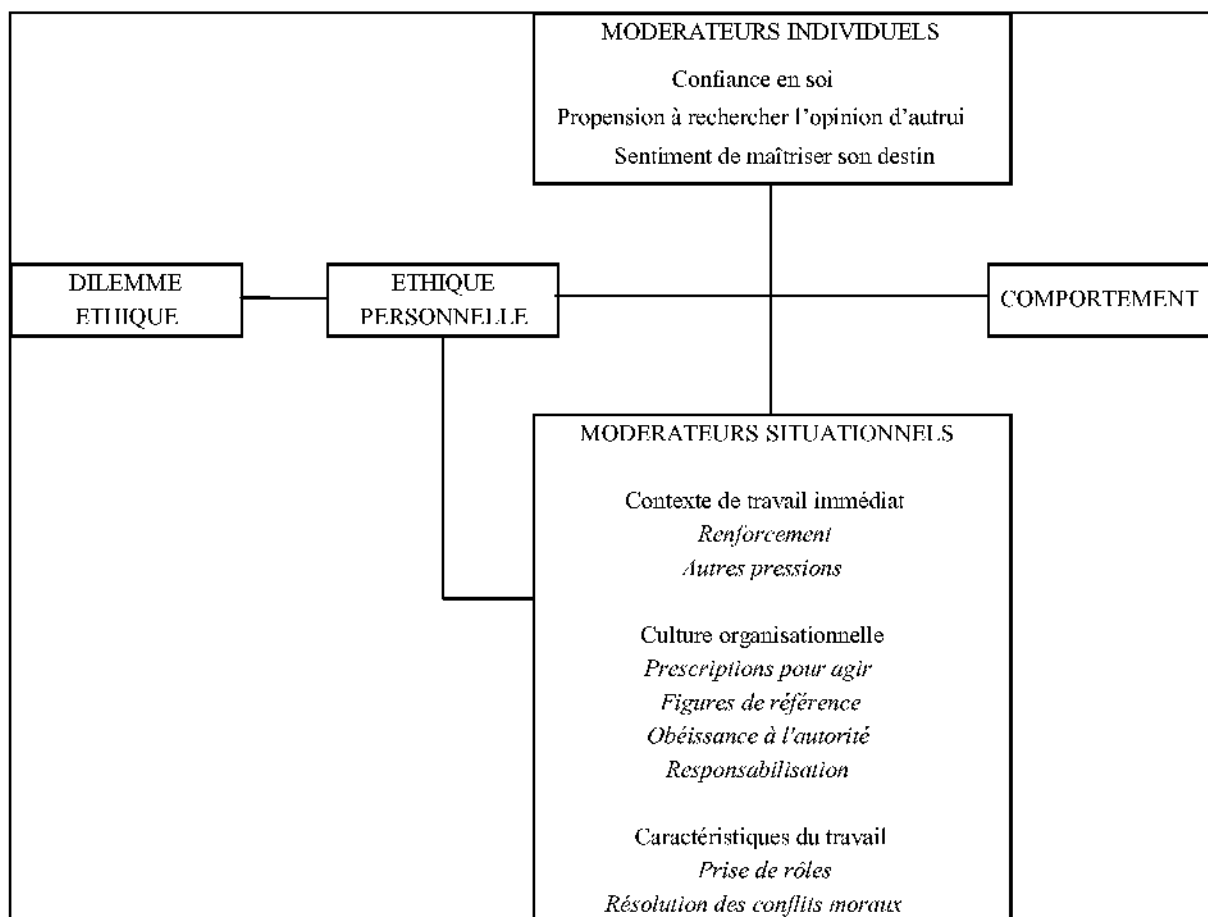 MODERATEURS INDIVIDUELS
Confiance en soi
Propension à rechercher l'opinion d'autrui
Sentiment de maîtriser son destin
DILEMME
ETHIQUE
ETHIQUE
PERSONNELLE
COMPORTEMENT
MODERATEURS SITUATIONNELS
Contexte de travail immédiat
Renforcement
Autres pressions
Culture organisationnelle
Prescriptions pour agir
Figures de référence
Obéissance à l'autorité
Responsabilisation
Caractéristiques du travail
Prise de rôles
Résolution des conflits moraux